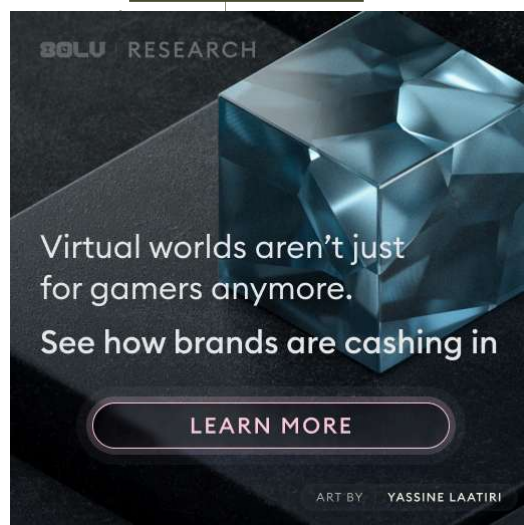 80LV RESEARCH
Virtual worlds aren’t just
for gamers anymore.
See how brands are cashing in
LEARN MORE
ART BY YASSINE LAATIRI